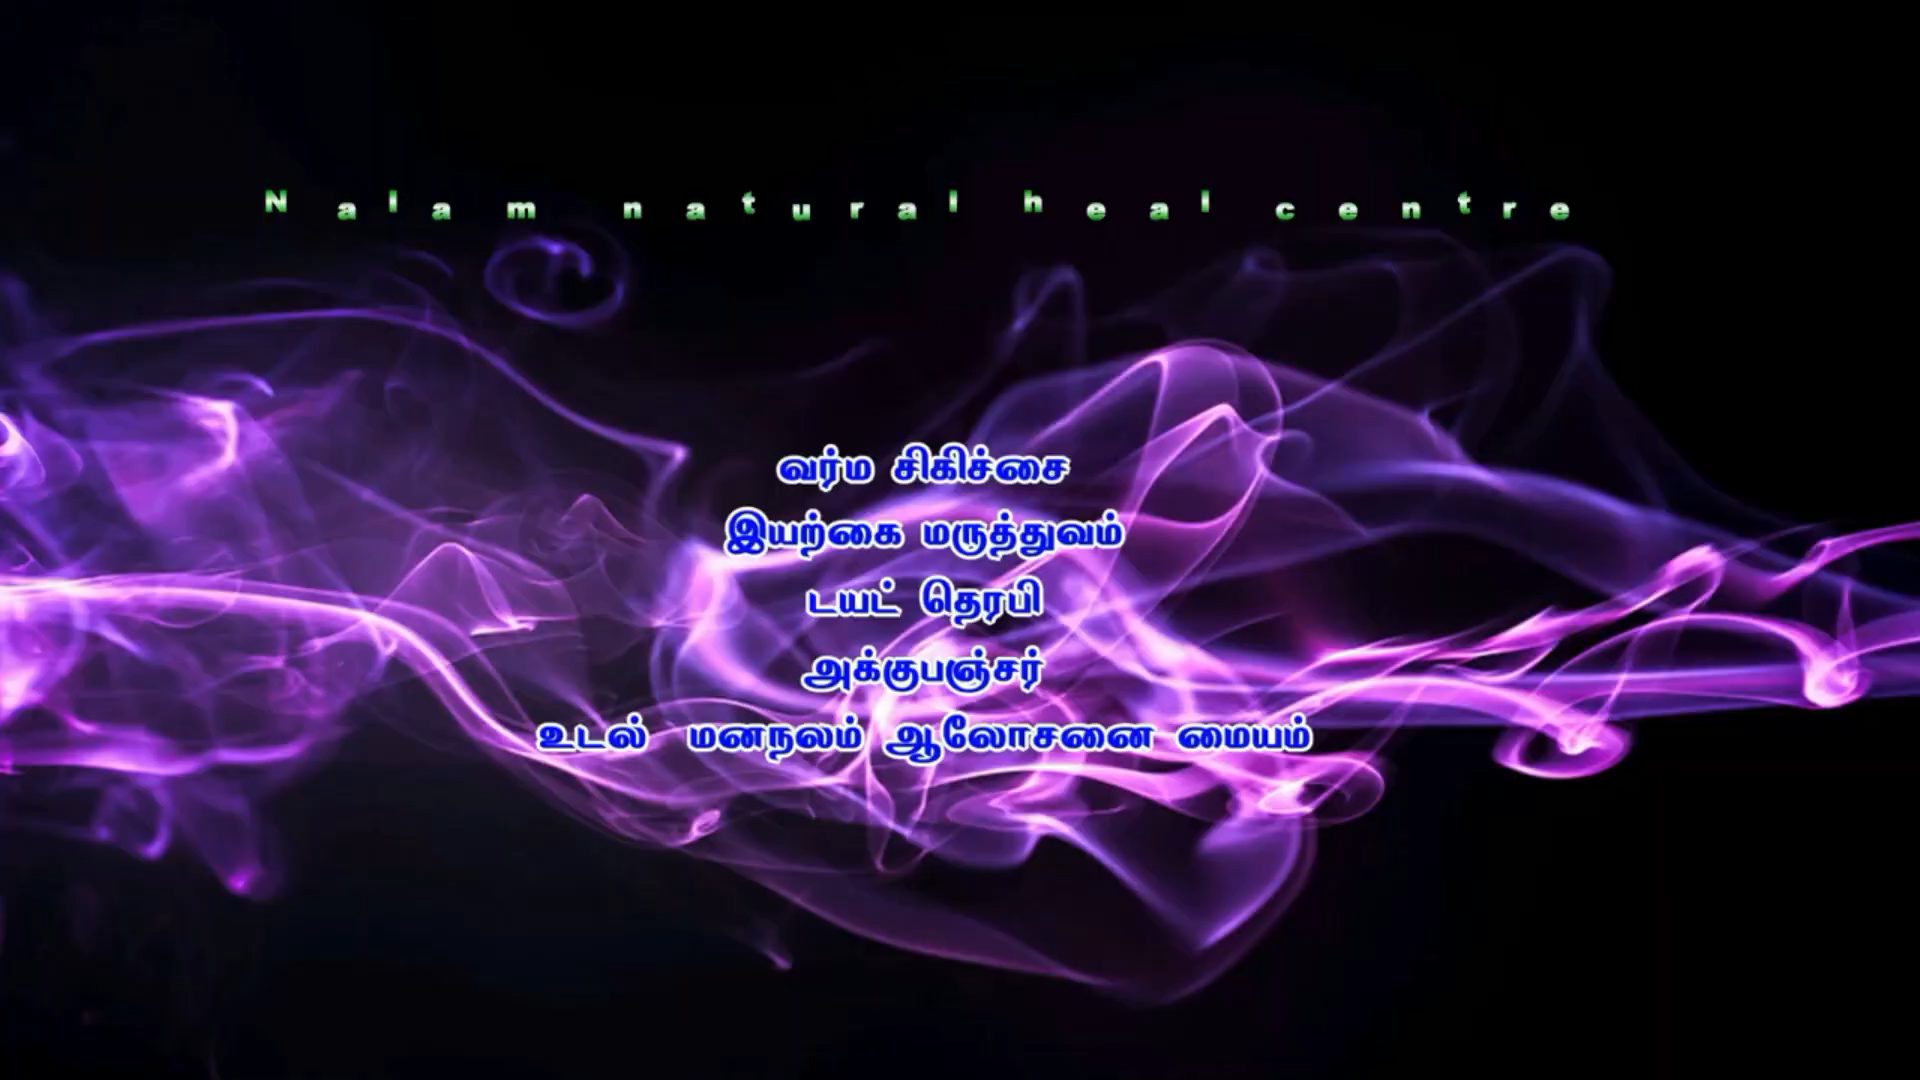 Nalam natural heal centre
வர்ம சிகிச்சை
இயற்கை மருத்துவம்
டயட் தெரபி
அக்குபஞ்சர்
உடல் மனநலம் ஆலோசனை மையம்